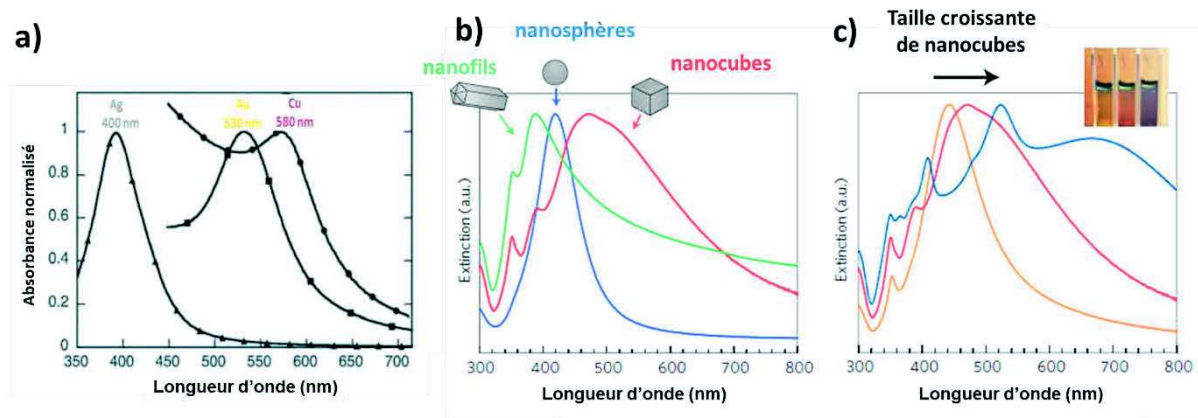 a)
Ag
400 nm
Au
530 nm
Cu
580 nm
1
0.8
0.6
0.4
0.2
0
Absorbance normalisé
350 400 450 500 550 600 650 700
Longueur d’onde (nm)
b)
nanosphères
nanofils
nanocubes
Extinction (a.u.)
300 400 500 600 700 800
Longueur d’onde (nm)
c)
Taille croissante
de nanocubes
Extinction (a.u.)
300 400 500 600 700 800
Longueur d’onde (nm)